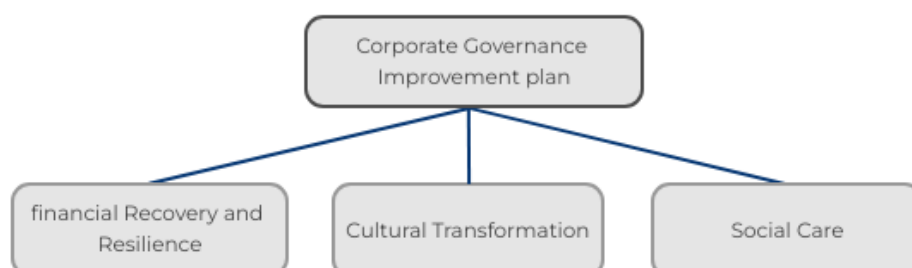 Corporate Governance
Improvement plan
financial Recovery and
Resilience
Cultural Transformation
Social Care